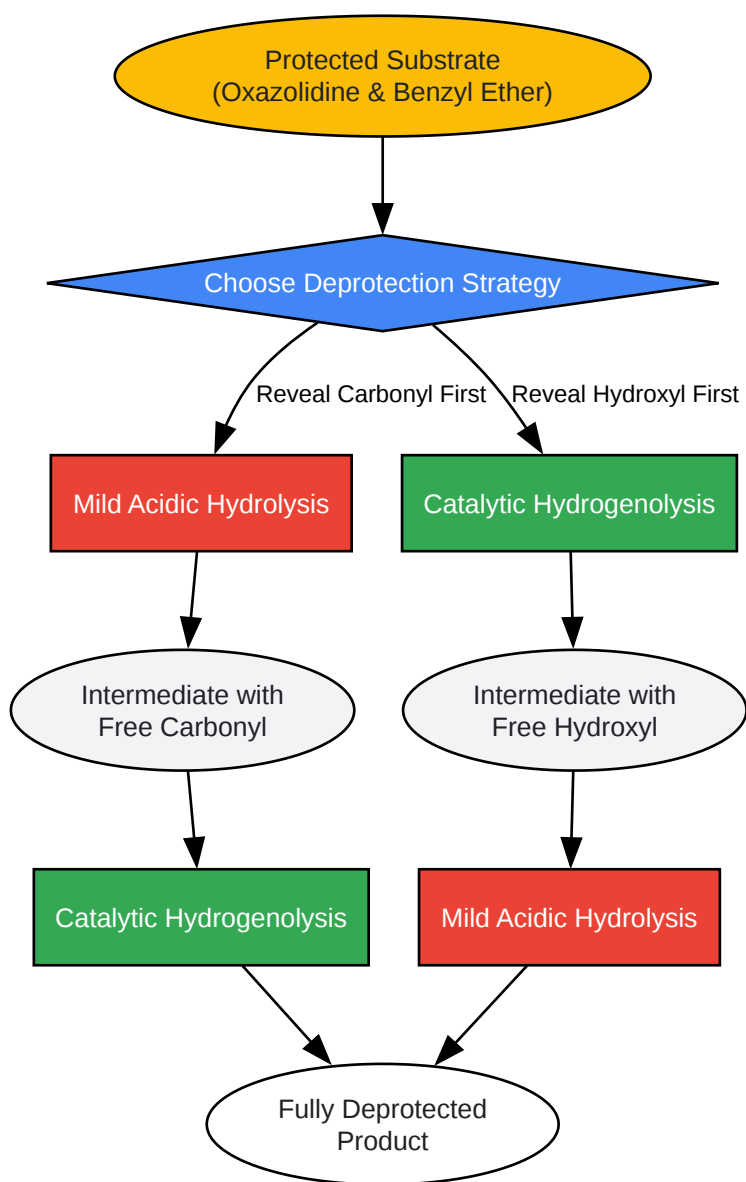 Protected Substrate
(Oxazolidine & Benzyl Ether)
Choose Deprotection Strategy
Reveal Carbonyl First
Reveal Hydroxyl First
Mild Acidic Hydrolysis
Catalytic Hydrogenolysis
Intermediate with
Free Carbonyl
Intermediate with
Free Hydroxyl
Catalytic Hydrogenolysis
Mild Acidic Hydrolysis
Fully Deprotected
Product